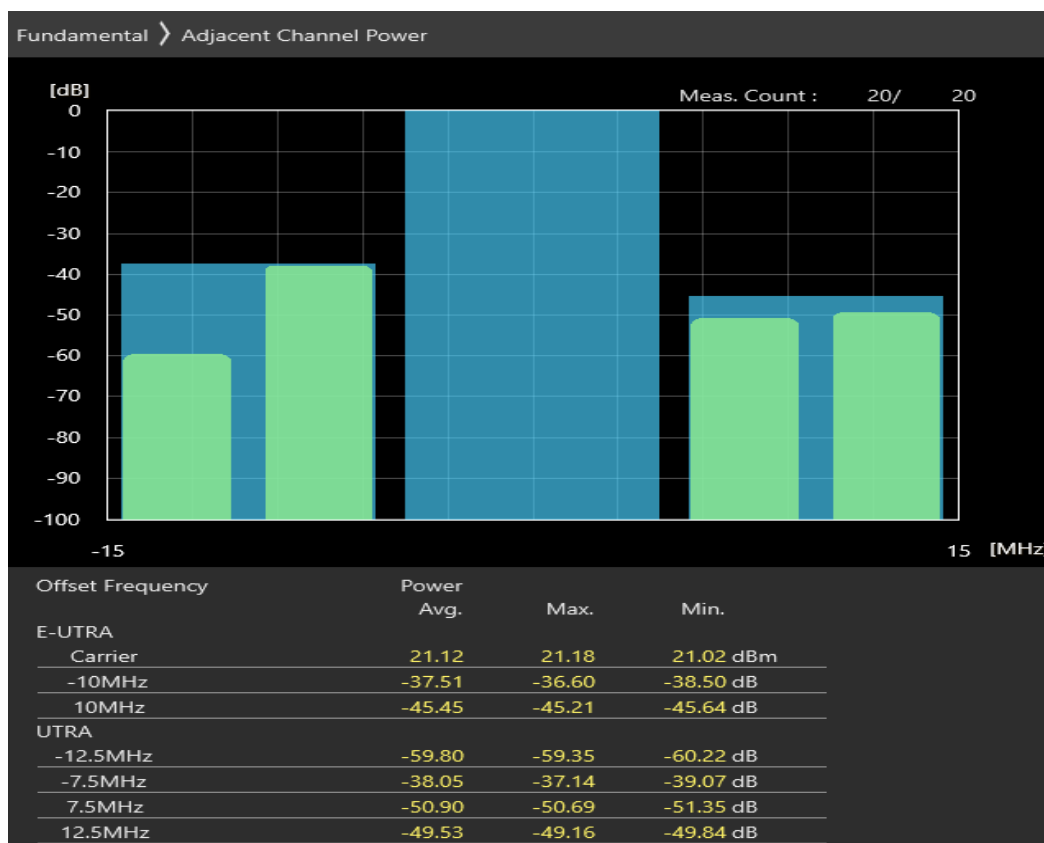 Fundamental 〉 Adjacent Channel Power
[dB]
Meas. Count : 20/ 20
0
-10
-20
-30
-40
-50
-60
-70
-80
-90
-100
-15 15 [MHz
Offset Frequency Power
Avg. Max. Min.
E-UTRA
Carrier 21.12 21.18 21.02 dBm
-10MHz -37.51 -36.60 -38.50 dB
10MHz -45.45 -45.21 -45.64 dB
UTRA
-12.5MHz -59.80 -59.35 -60.22 dB
-7.5MHz -38.05 -37.14 -39.07 dB
7.5MHz -50.90 -50.69 -51.35 dB
12.5MHz -49.53 -49.16 -49.84 dB